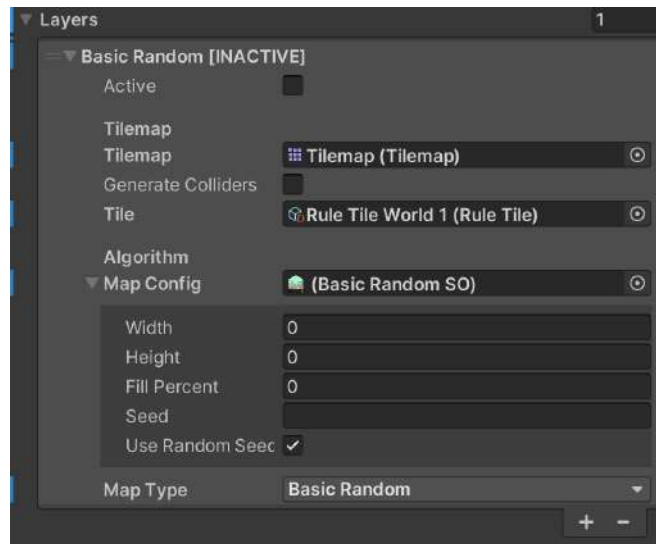 Layers 1
Basic Random [INACTIVE]
Active
Tilemap
Tilemap Tilemap (Tilemap)
Generate Colliders
Tile Rule Tile World 1 (Rule Tile)
Algorithm
Map Config (Basic Random SO)
Width 0
Height 0
Fill Percent 0
Seed
Use Random Seec
Map Type Basic Random
+ -